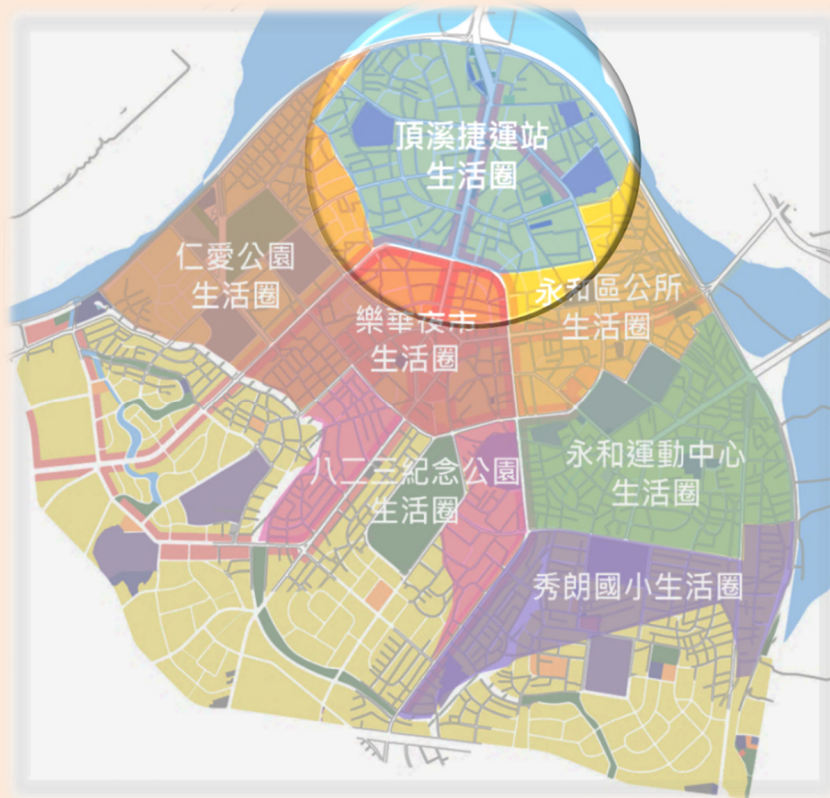 頂溪捷運站
生活圈
仁愛公園
生活圈
樂華夜市
生活圈
永和區公所
生活圈
八二三紀念公園
生活圈
永和運動中心
生活圈
秀朗國小生活圈